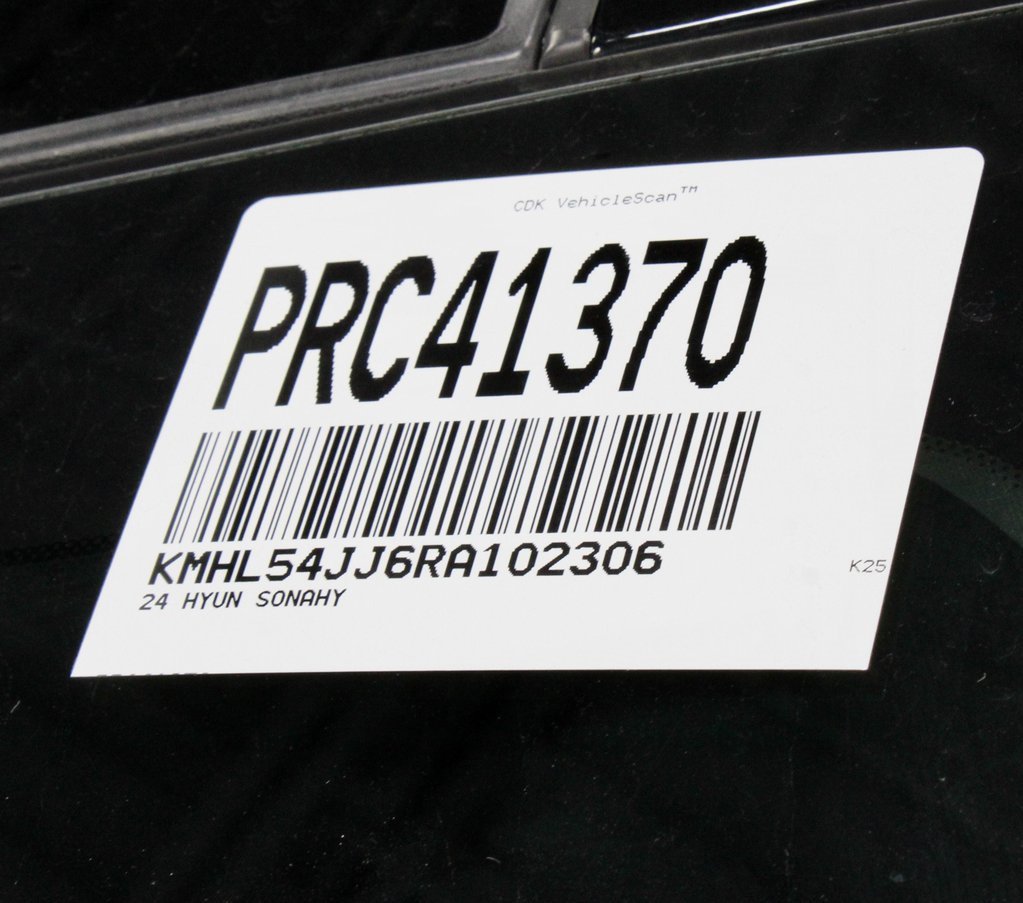 CDK VehicleScan™
PRC41370
KMHL54JJ6RA102306
K25
24 HYUN SONAHY